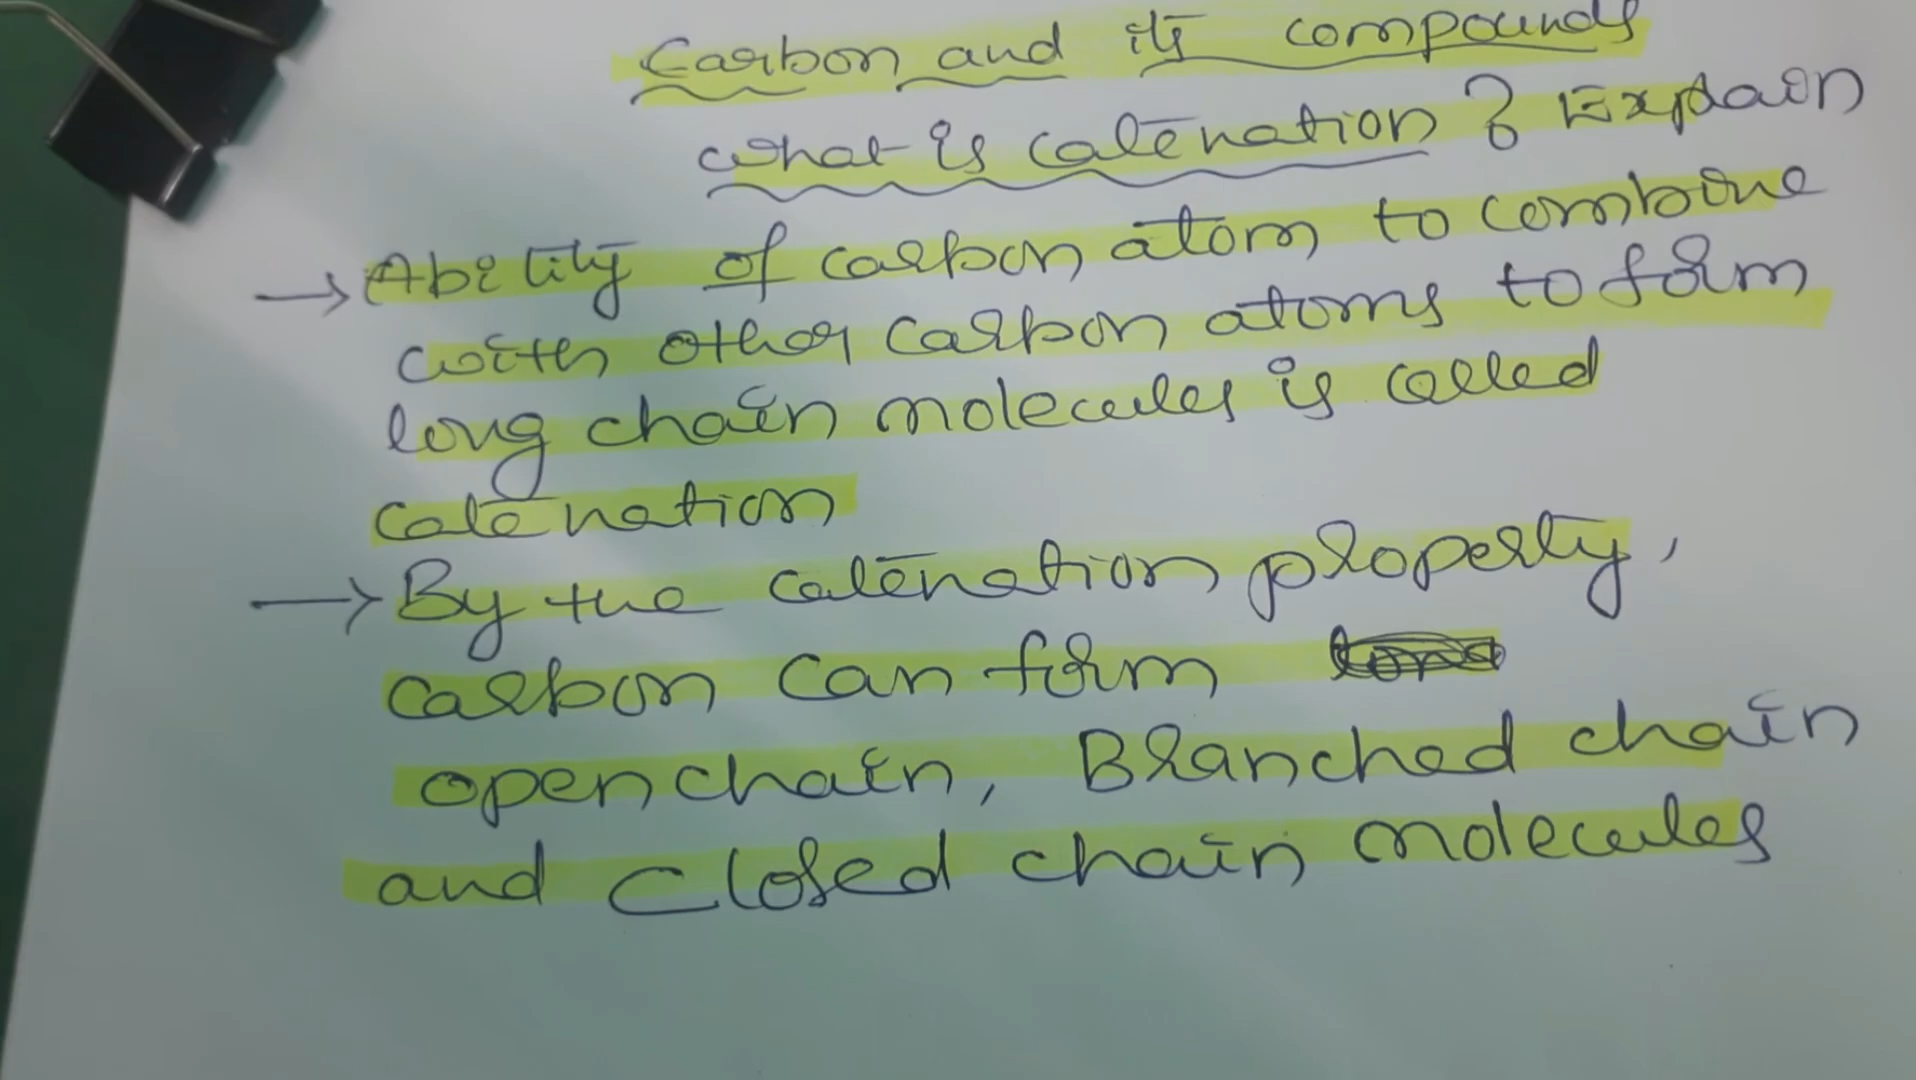 Carbon and its compounds
what is catenation? Explain
→ Ability of carbon atom to combine
with other carbon atoms to form
long chain molecules is called
catenation
→ By the catenation property,
carbon can form
open chain, Branched chain
and closed chain molecules